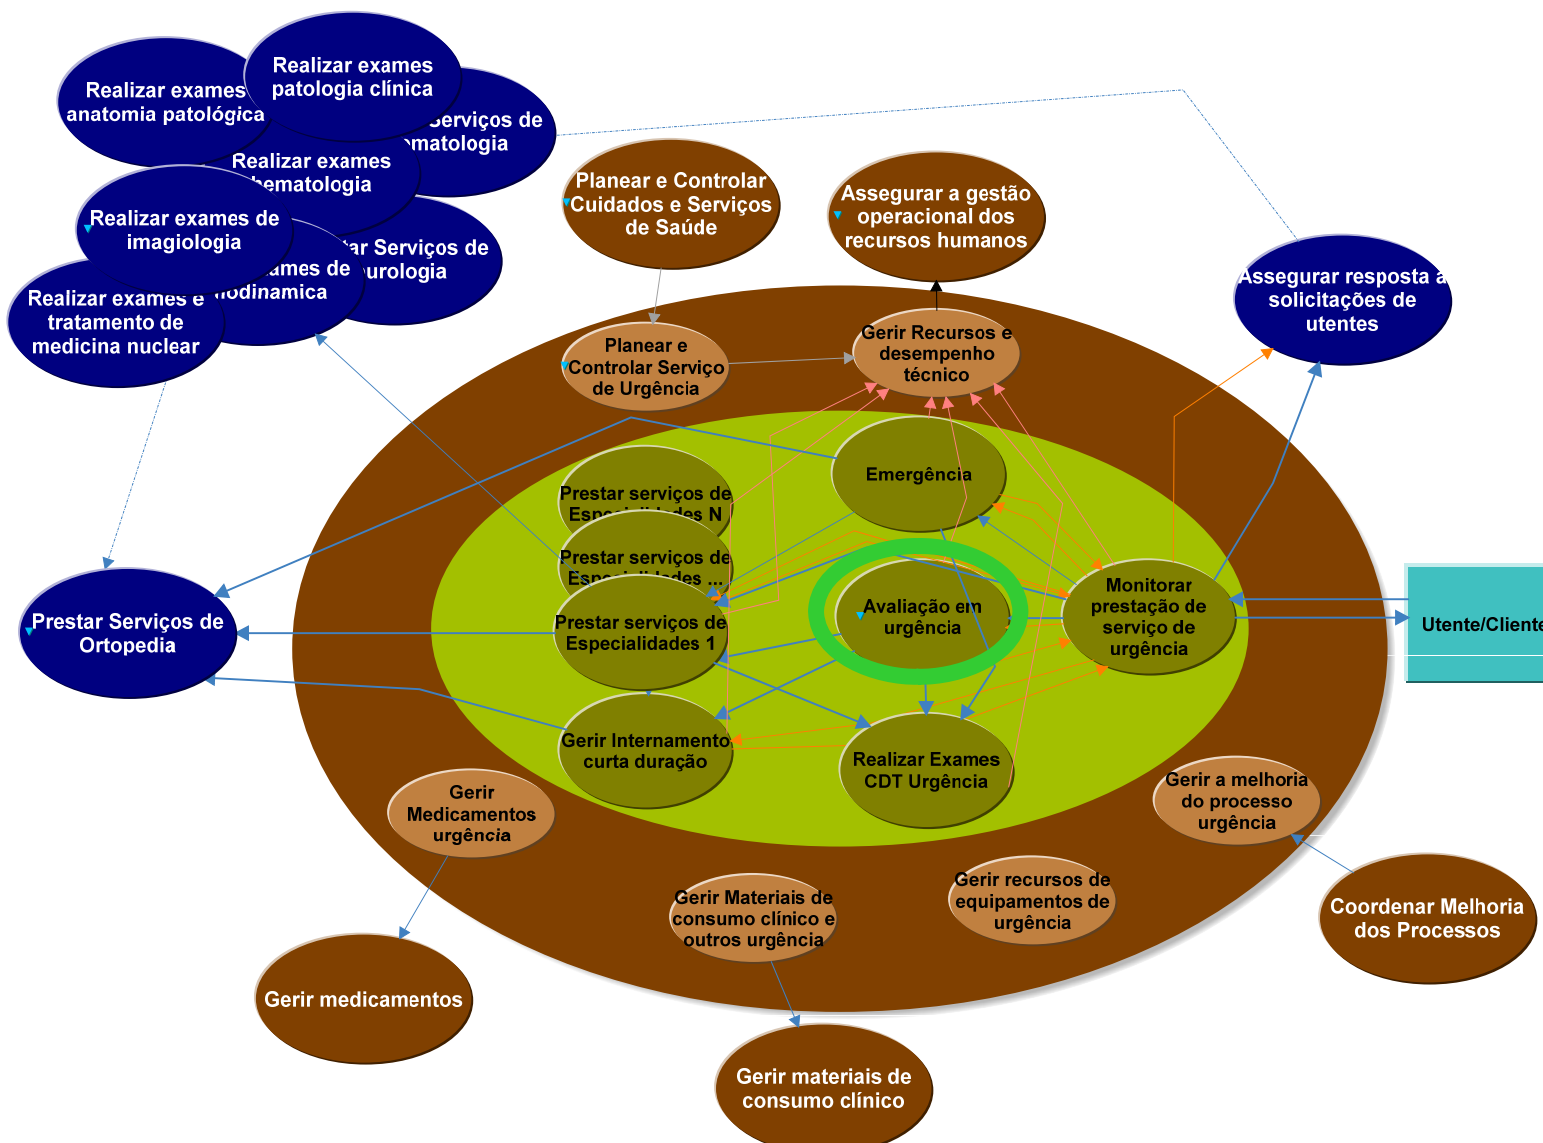 Realizar exames
patologia clínica
Realizar exames
anatomia patológica
Serviços de
Realizar exames
hematologia
Realizar exames de
imagiologia
Serviços de
Realizar exames e
tratamento de
medicina nuclear
de
Planear e Controlar
Cuidados e Serviços
de Saúde
Assegurar a gestão
operacional dos
recursos humanos
Assegurar resposta a
solicitações de
utentes
Planear e
Controlar Serviço
de Urgência
Gerir Recursos e
desempenho
técnico
Emergência
Prestar serviços de
Especialidades N
Prestar serviços de
Especialidades ...
Prestar serviços de
Especialidades 1
Avaliação em
urgência
Monitorar
prestação de
serviço de
urgência
Utente/Cliente
Prestar Serviços de
Ortopedia
Gerir Internamento
curta duração
Realizar Exames
CDT Urgência
Gerir
Medicamentos
urgência
Gerir a melhoria
do processo
urgência
Gerir Materiais de
consumo clínico e
outros urgência
Gerir recursos de
equipamentos de
urgência
Coordenar Melhoria
dos Processos
Gerir medicamentos
Gerir materiais de
consumo clínico